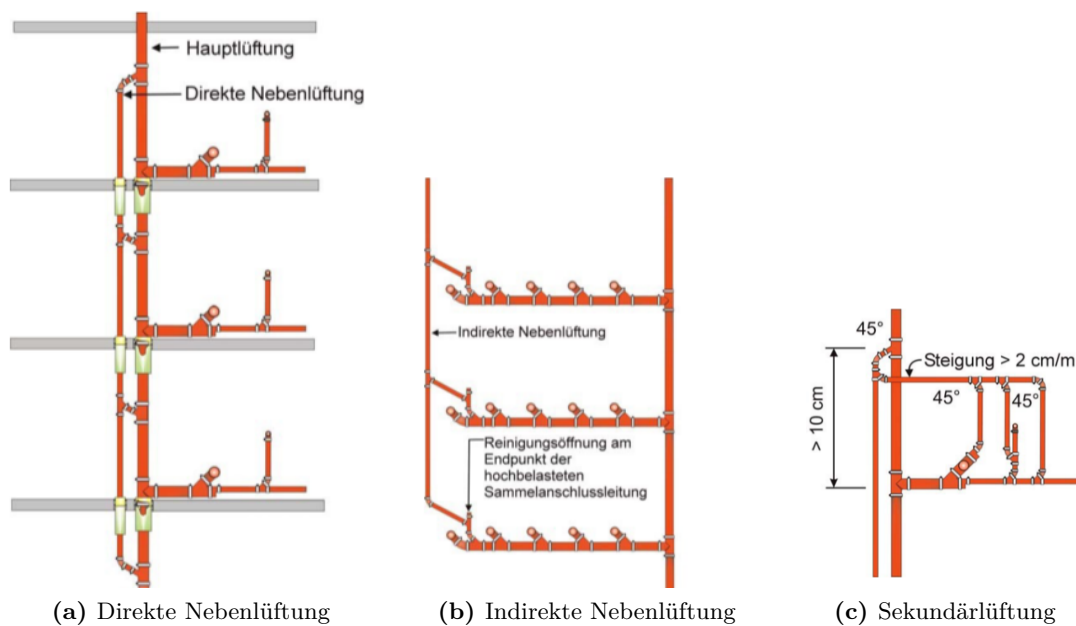 Hauptlüftung
Direkte Nebenlüftung
Indirekte Nebenlüftung
Reinigungsöffnung am
Endpunkt der
hochbelasteten
Sammelanschlussleitung
45°
Steigung > 2 cm/m
45°
45°
> 10 cm
(a) Direkte Nebenlüftung
(b) Indirekte Nebenlüftung
(c) Sekundärlüftung